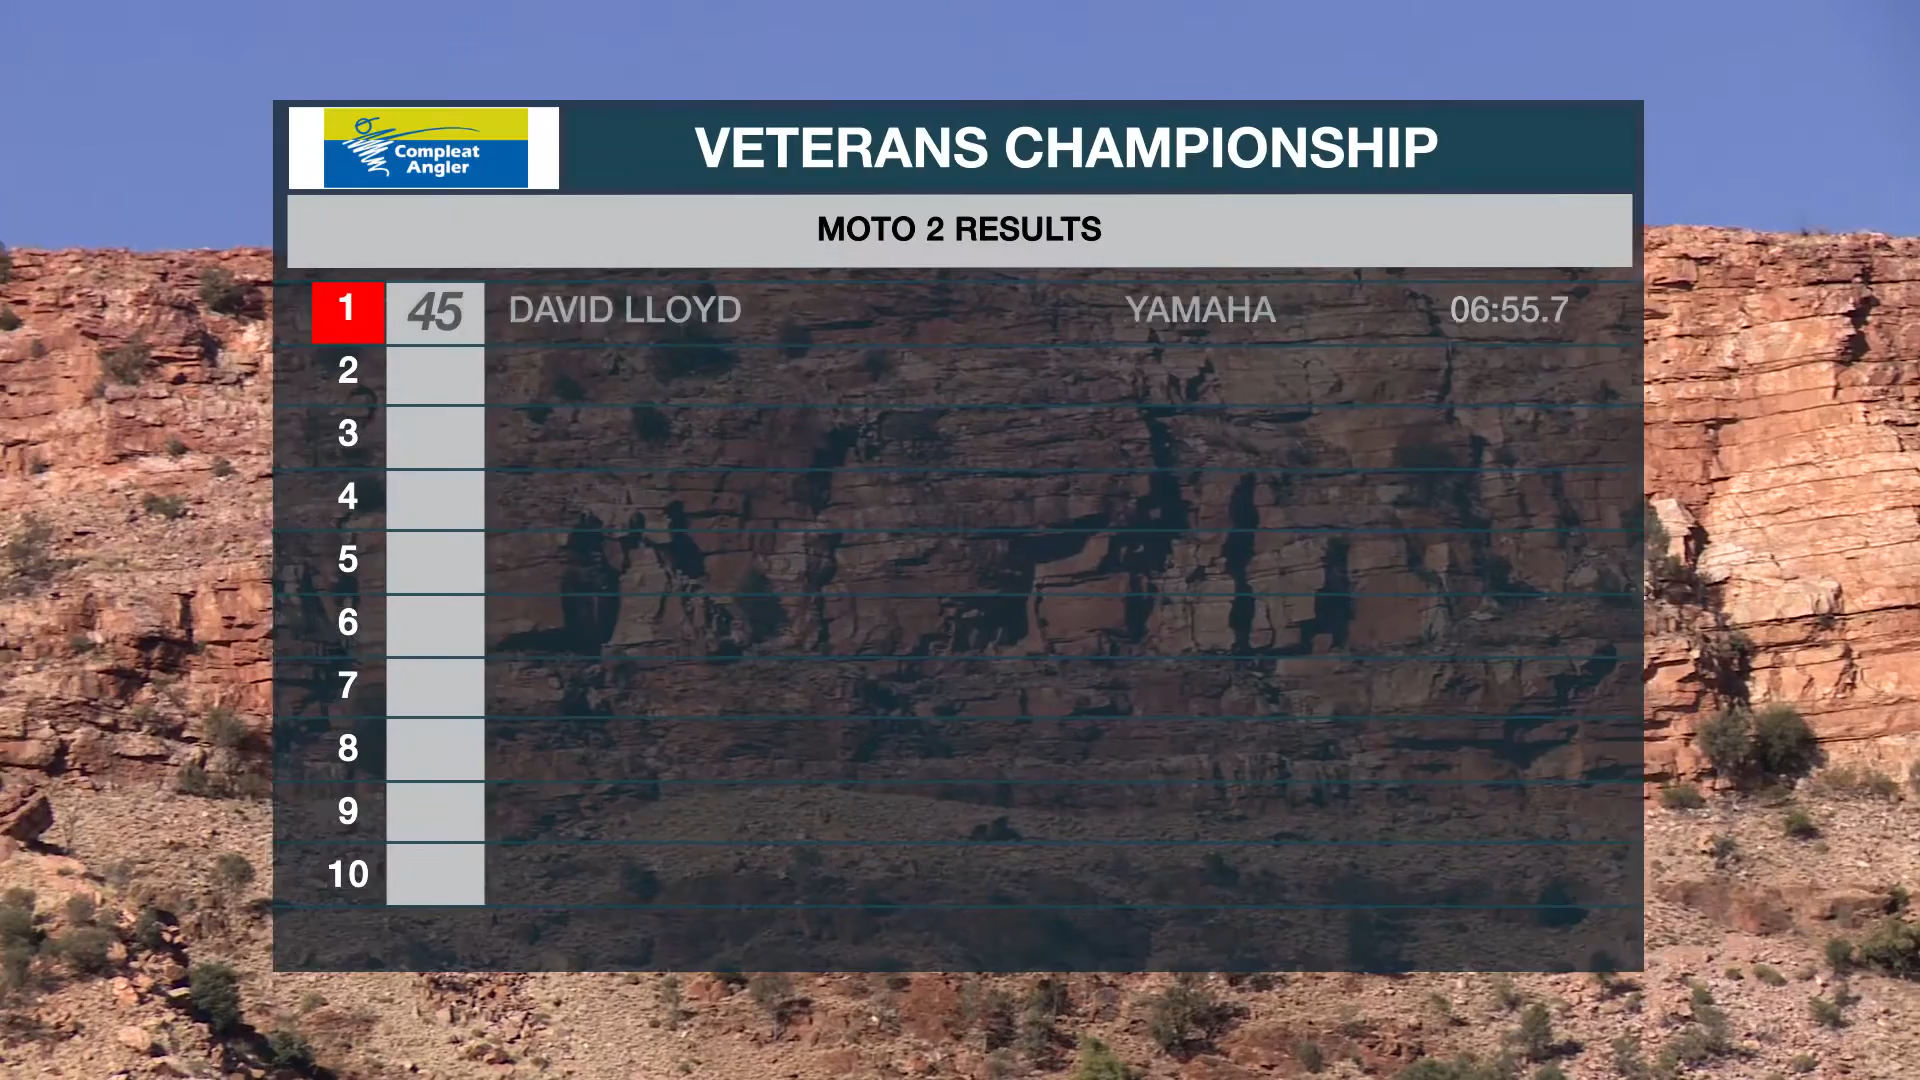 Compleat
Angler
VETERANS CHAMPIONSHIP
MOTO 2 RESULTS
1 45 DAVID LLOYD YAMAHA 06:55.7
2
3
4
5
6
7
8
9
10